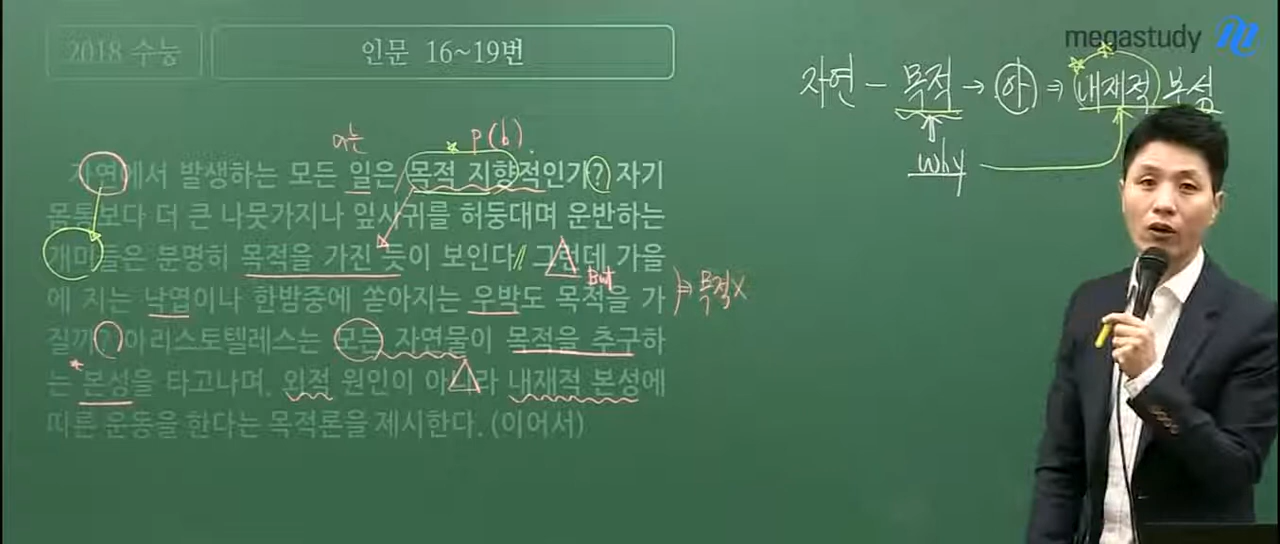 2018 수능
인문 16~19번
megastudy
자연 - 목적 → 아 ⇒ 내재적 본성
why
p(b)
자연에서 발생하는 모든 일은 목적 지향적인가? 자기
몸통보다 더 큰 나뭇가지나 잎사귀를 허둥대며 운반하는
개미들은 분명히 목적을 가진 듯이 보인다. 그런데 가을
But
에 지는 낙엽이나 한밤중에 쏟아지는 우박도 목적을 가
⇒ 목적X
질까? 아리스토텔레스는 모든 자연물이 목적을 추구하
는 본성을 타고나며, 외적 원인이 아니라 내재적 본성에
따른 운동을 한다는 목적론을 제시한다. (이어서)